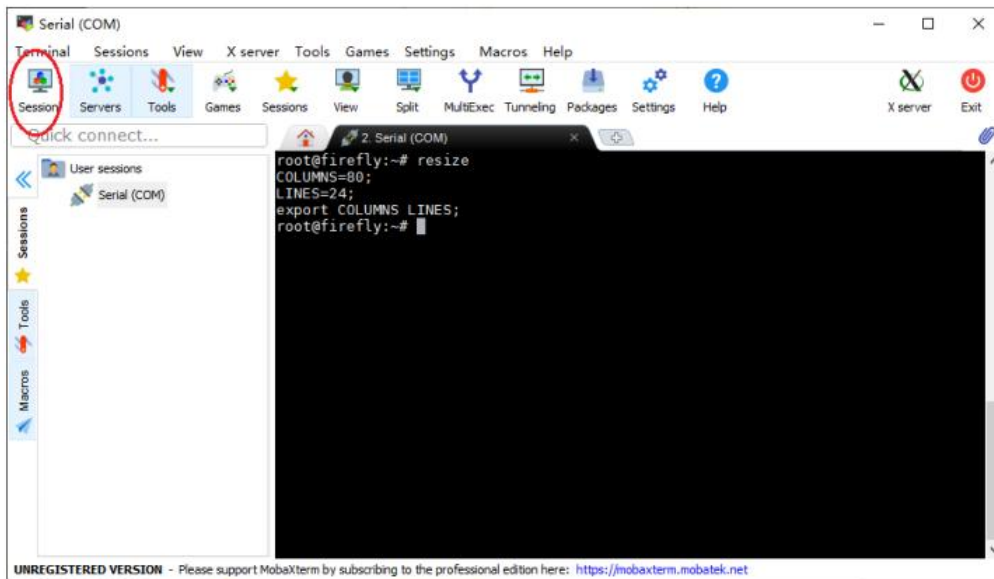 Serial (COM)
Terminal Sessions View X server Tools Games Settings Macros Help
Session Servers Tools Games Sessions View Split MultiExec Tunneling Packages Settings Help X server Exit
Quick connect...
2. Serial (COM)
User sessions
Serial (COM)
Sessions
Tools
Macros
root@firefly:~# resize
COLUMNS=80;
LINES=24;
export COLUMNS LINES;
root@firefly:~#
UNREGISTERED VERSION - Please support MobaXterm by subscribing to the professional edition here: https://mobaxterm.mobatek.net